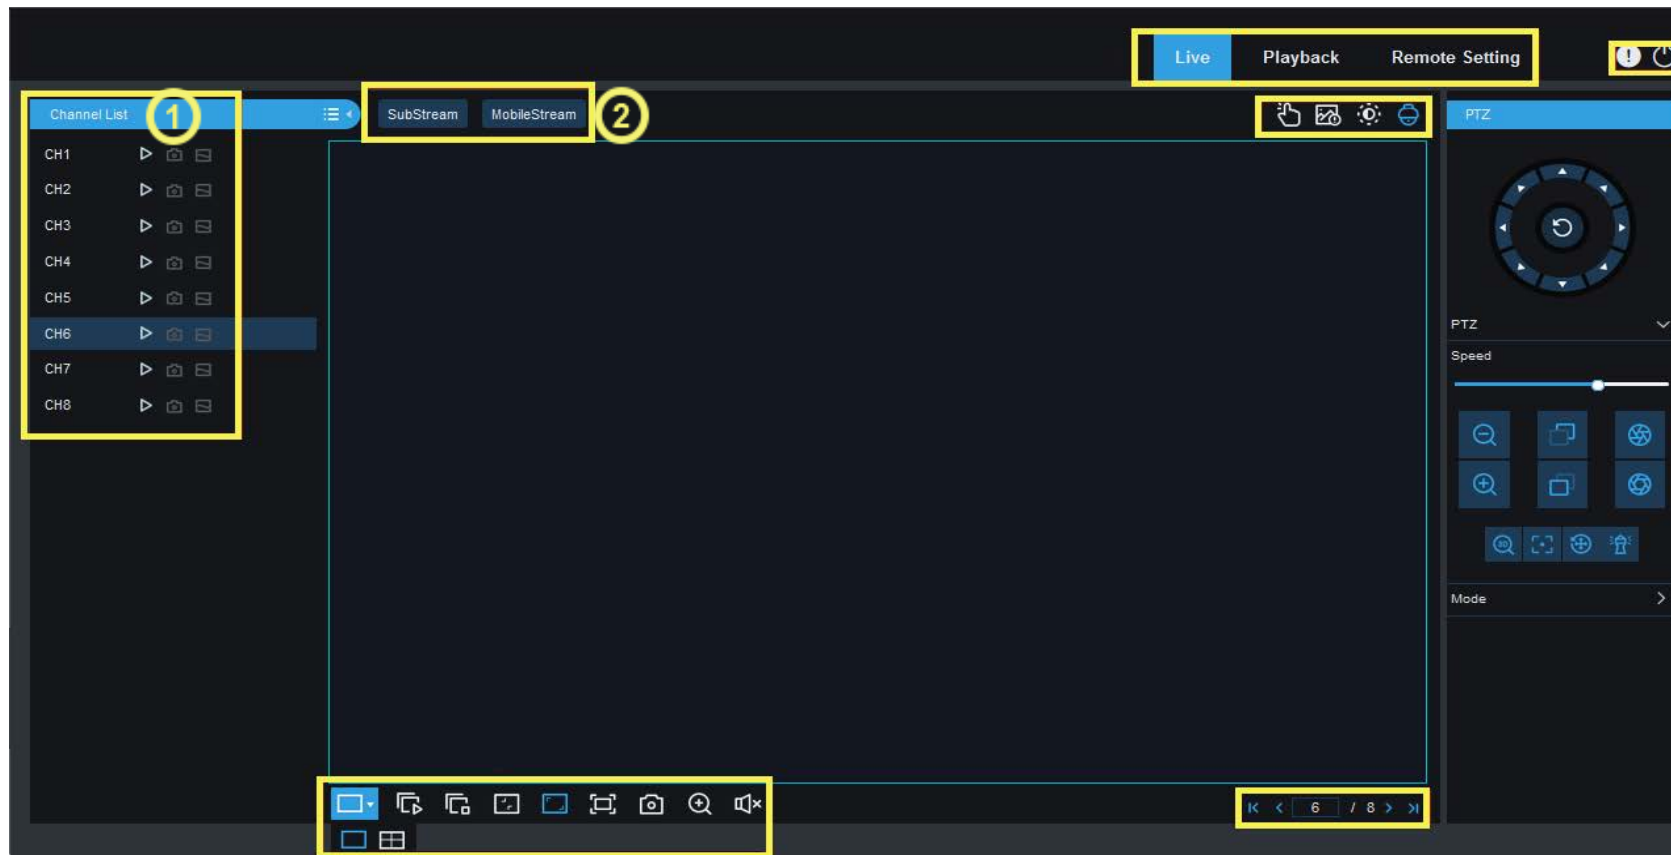 Live Playback Remote Setting
Channel List 1 SubStream MobileStream 2 PTZ
CH1
CH2
CH3
CH4
CH5
CH6
CH7
CH8
PTZ
Speed
3D
Mode
6 / 8